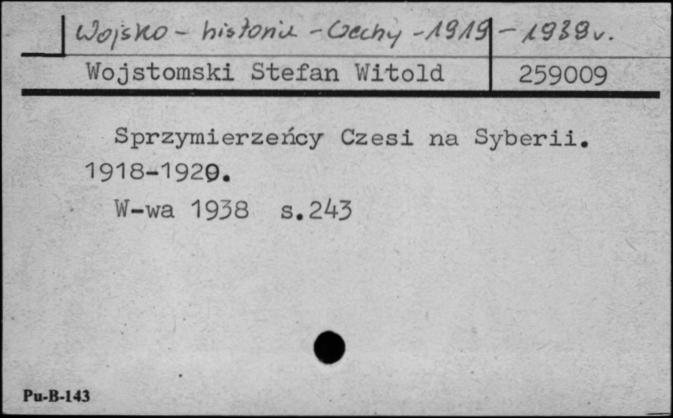 Wojsko - historia - Czechy - 1919 - 1939 r.
Wojstomski Stefan Witold 259009
Sprzymierzeńcy Czesi na Syberii.
1918-1920.
W-wa 1938 s.243
Pu-B-143